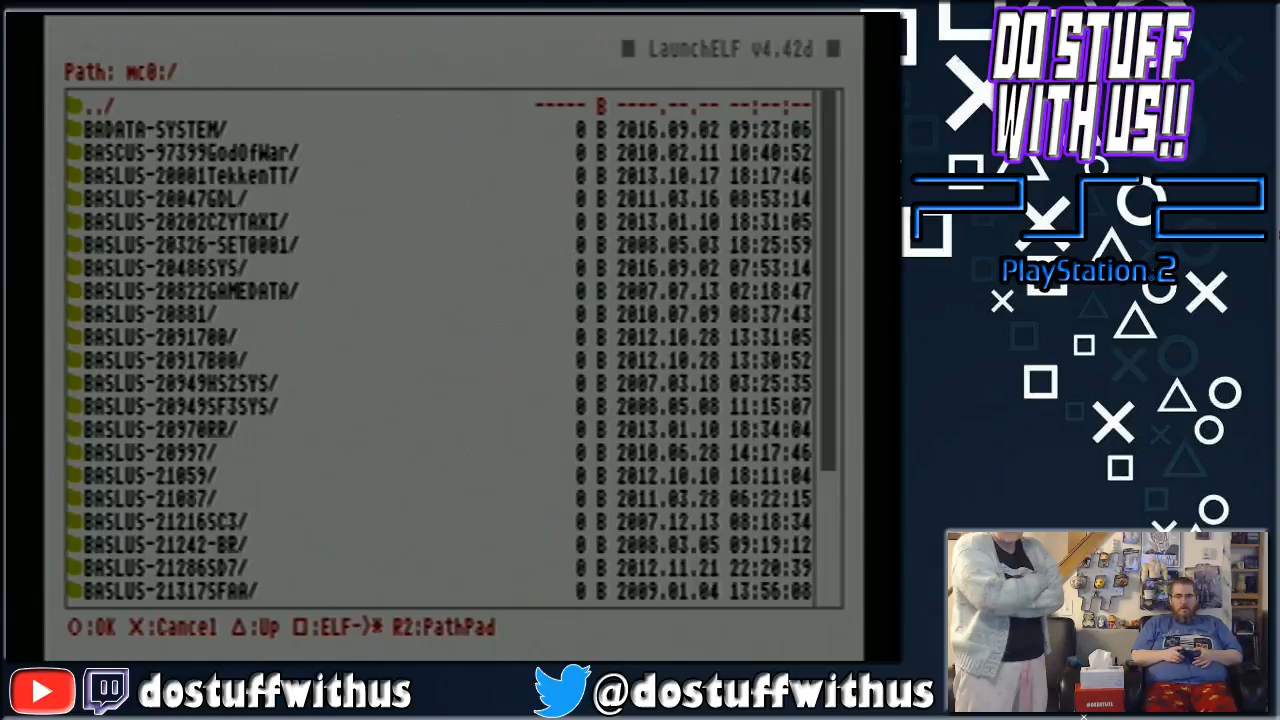 LaunchELF v4.42d
Path: mc0:/
../ ----- B ----.--.-- --:--:--
BADATA-SYSTEM/ 0 B 2016.09.02 09:23:06
BASCUS-97399GodOfWar/ 0 B 2010.02.11 10:40:52
BASLUS-20001TekkenTT/ 0 B 2013.10.17 18:17:46
BASLUS-20047GDL/ 0 B 2011.03.16 08:53:14
BASLUS-20202CZYTAXI/ 0 B 2013.01.10 18:31:05
BASLUS-20326-SET0001/ 0 B 2008.05.03 18:25:59
BASLUS-20486SYS/ 0 B 2016.09.02 07:53:14
BASLUS-20822GAMEDATA/ 0 B 2007.07.13 02:18:47
BASLUS-20881/ 0 B 2010.07.09 08:37:43
BASLUS-2091700/ 0 B 2012.10.28 13:31:05
BASLUS-20917B00/ 0 B 2012.10.28 13:30:52
BASLUS-20949HS2SYS/ 0 B 2007.03.18 03:25:35
BASLUS-20949SF3SYS/ 0 B 2008.05.08 11:15:07
BASLUS-20970RR/ 0 B 2013.01.10 18:34:04
BASLUS-20997/ 0 B 2010.06.28 14:17:46
BASLUS-21059/ 0 B 2012.10.10 18:11:04
BASLUS-21087/ 0 B 2011.03.28 06:22:15
BASLUS-21216SC3/ 0 B 2007.12.13 08:18:34
BASLUS-21242-BR/ 0 B 2008.03.05 09:19:12
BASLUS-21286SD7/ 0 B 2012.11.21 22:20:39
BASLUS-21317SFAA/ 0 B 2009.01.04 13:56:08
O:OK X:Cancel △:Up □:ELF->* R2:PathPad
DO STUFF
WITH US!!
PS2
PlayStation.2
dostuffwithus
@dostuffwithus